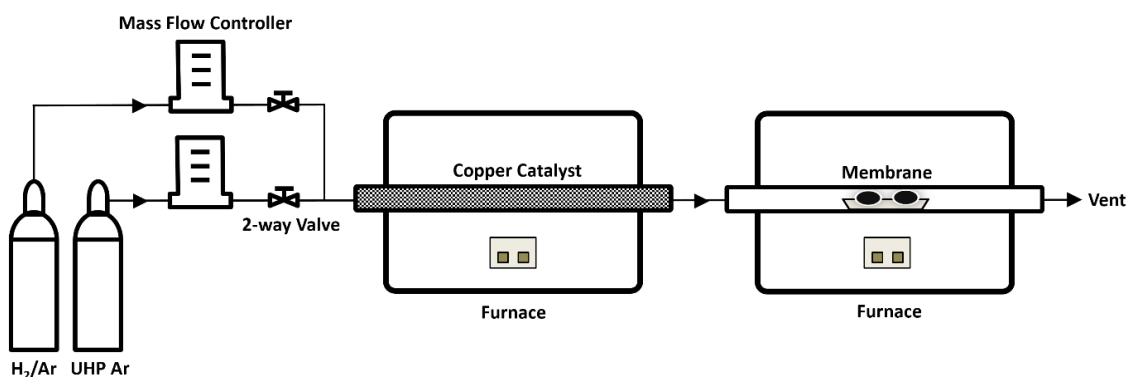 Mass Flow Controller
Copper Catalyst
Membrane
Vent
2-way Valve
Furnace
Furnace
H₂/Ar
UHP Ar